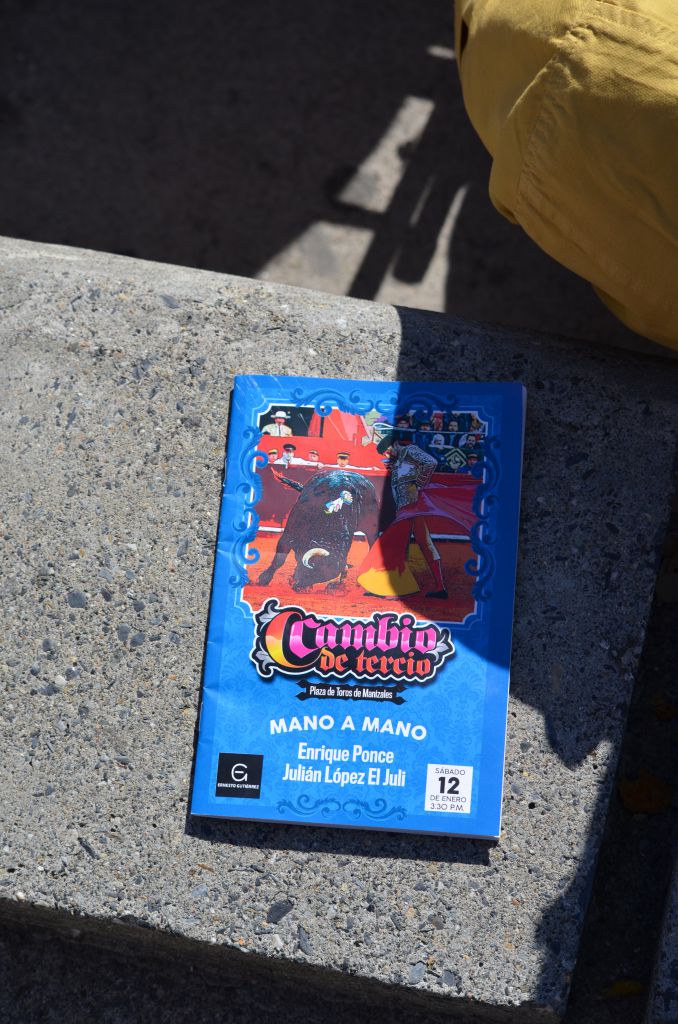 Cambio
de tercio
Plaza de Toros de Manizales
MANO A MANO
Enrique Ponce
Julián López El Juli
ERNESTO GUTIÉRREZ
SÁBADO
12
DE ENERO
3:30 P.M.